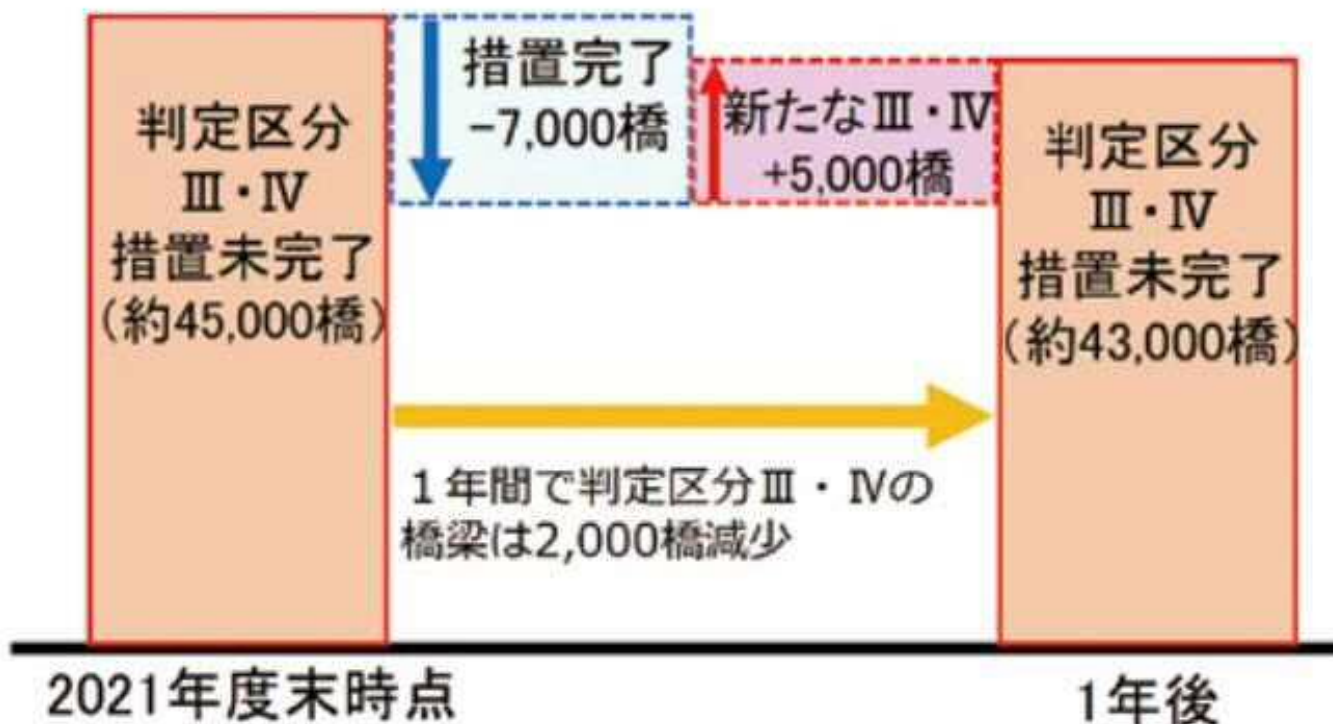 判定区分
Ⅲ・Ⅳ
措置未完了
（約45,000橋）
措置完了
-7,000橋
新たなⅢ・Ⅳ
+5,000橋
判定区分
Ⅲ・Ⅳ
措置未完了
（約43,000橋）
１年間で判定区分Ⅲ・Ⅳの
橋梁は2,000橋減少
2021年度末時点
1年後